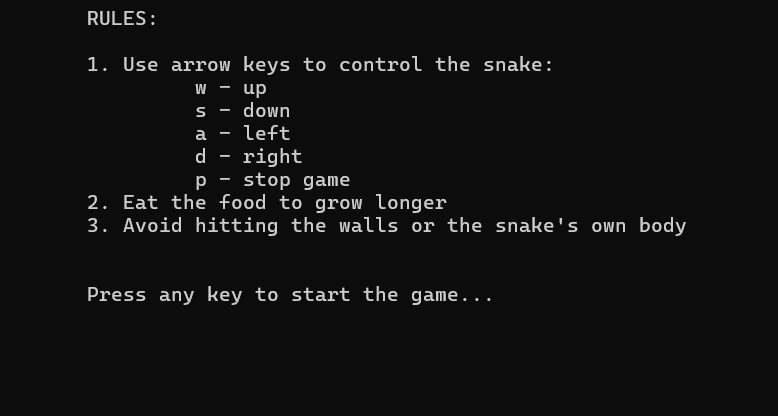 RULES:
1. Use arrow keys to control the snake:
w - up
s - down
a - left
d - right
p - stop game
2. Eat the food to grow longer
3. Avoid hitting the walls or the snake's own body
Press any key to start the game...